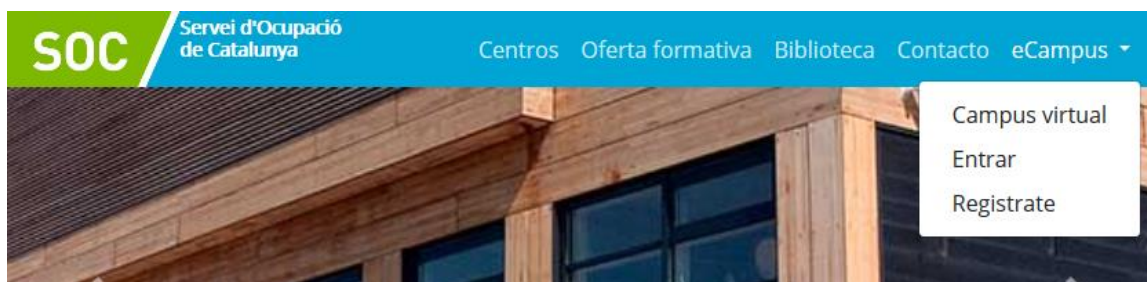 SOC
Servei d'Ocupació
de Catalunya
Centros Oferta formativa Biblioteca Contacto eCampus
Campus virtual
Entrar
Registrate